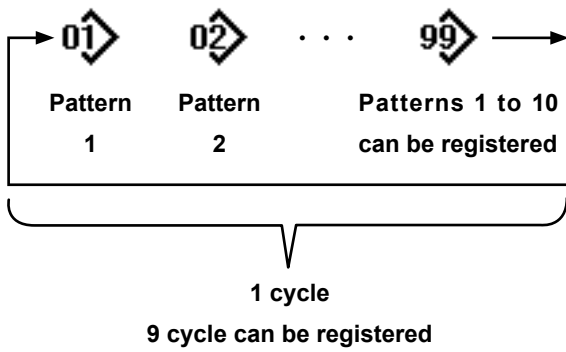 01 02 · · · 99
Pattern Pattern Patterns 1 to 10
1 2 can be registered
1 cycle
9 cycle can be registered